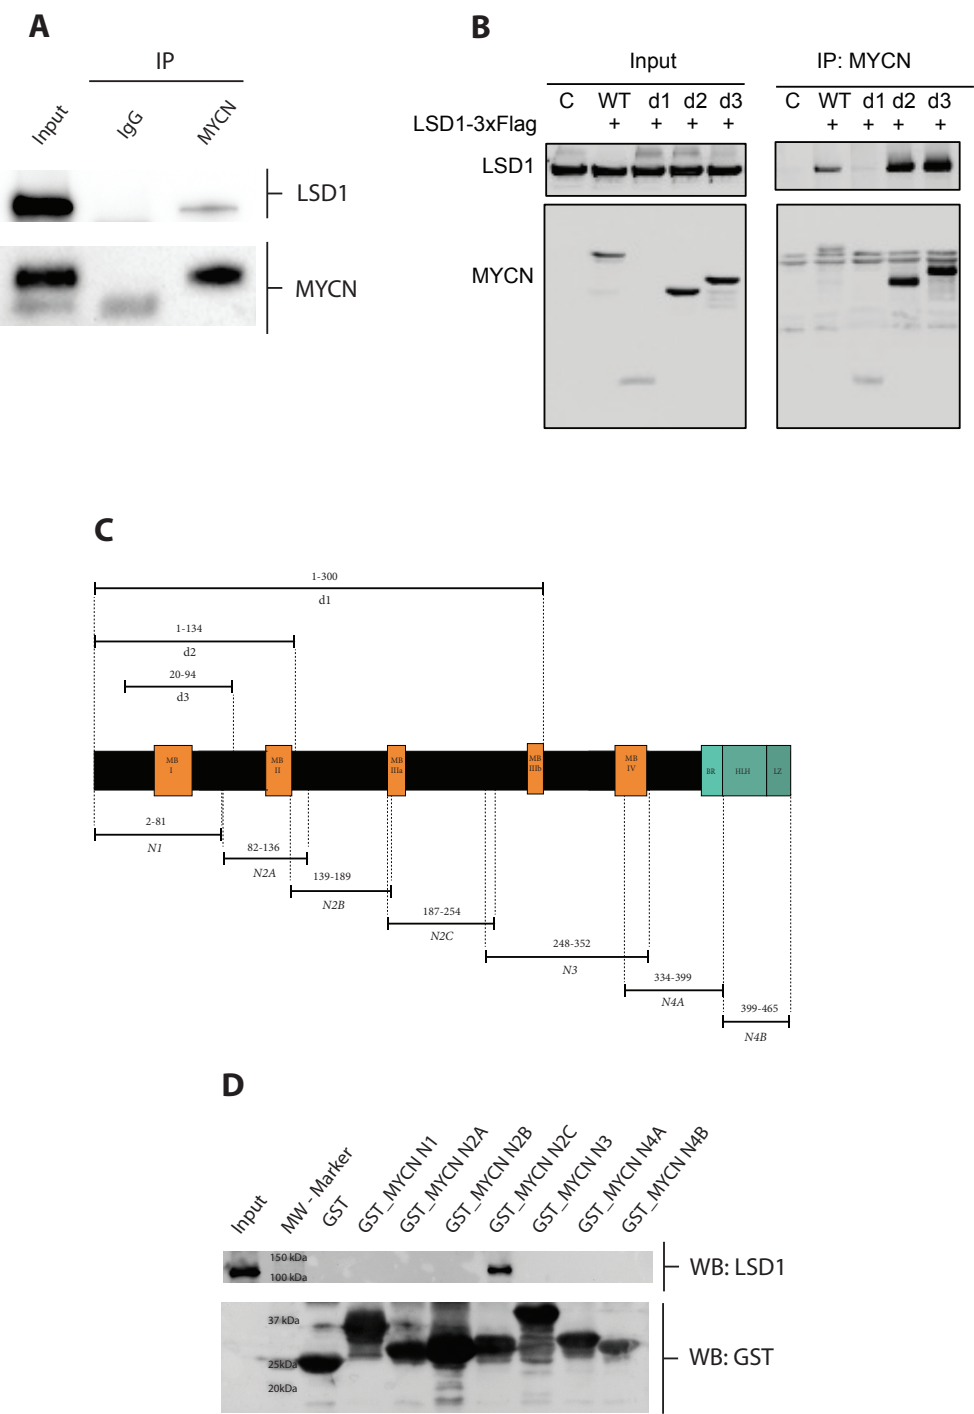 A
IP
Input
IgG
MYCN
LSD1
MYCN
B
Input
IP: MYCN
C WT d1 d2 d3
C WT d1 d2 d3
LSD1-3xFlag + + + +
+ + + +
LSD1
MYCN
C
1-300
d1
1-134
d2
20-94
d3
MB I
MB II
MB IIIa
MB IIIb
MB IV
BR
HLH
LZ
2-81
N1
82-136
N2A
139-189
N2B
187-254
N2C
248-352
N3
334-399
N4A
399-465
N4B
D
Input
MW - Marker
GST
GST_MYCN N1
GST_MYCN N2A
GST_MYCN N2B
GST_MYCN N2C
GST_MYCN N3
GST_MYCN N4A
GST_MYCN N4B
150 kDa
100 kDa
WB: LSD1
37 kDa
25kDa
20kDa
WB: GST